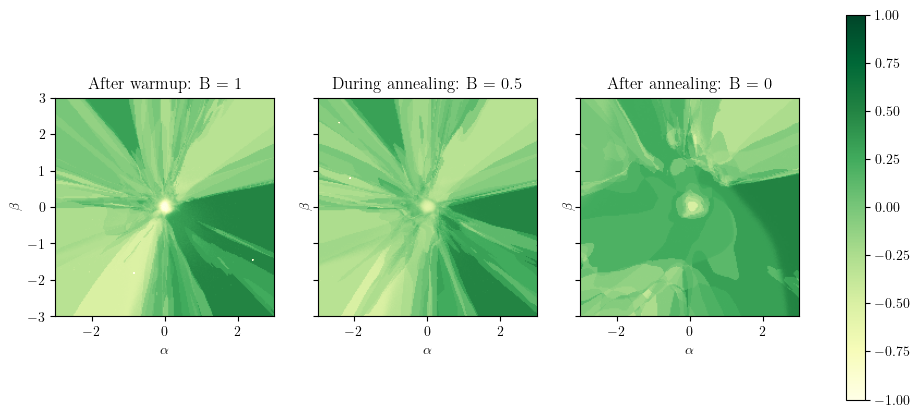 After warmup: B = 1
During annealing: B = 0.5
After annealing: B = 0
3
2
1
0
−1
−2
−3
β
β
β
−2
0
2
−2
0
2
−2
0
2
α
α
α
1.00
0.75
0.50
0.25
0.00
−0.25
−0.50
−0.75
−1.00